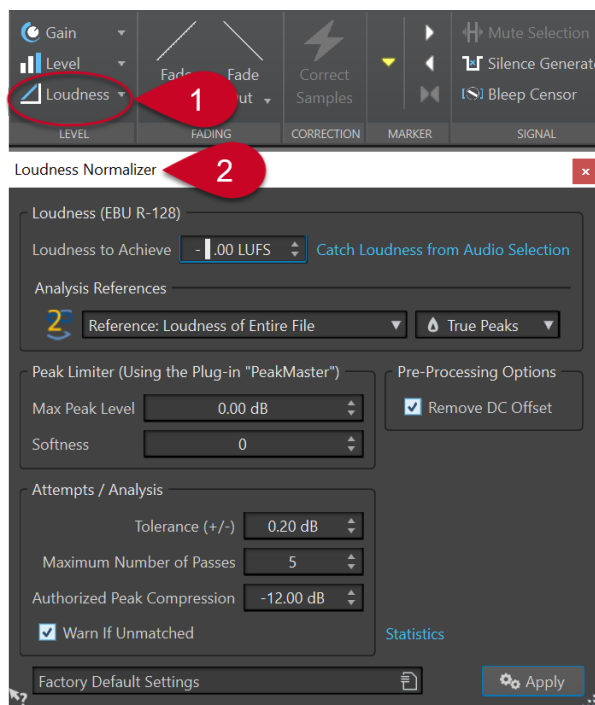 Gain
Level
Loudness
Fade
Fade
ut
Correct
Samples
Mute Selection
Silence Generat
Bleep Censor
1
LEVEL
FADING
CORRECTION
MARKER
SIGNAL
Loudness Normalizer
2
x
Loudness (EBU R-128)
Loudness to Achieve
- .00 LUFS
Catch Loudness from Audio Selection
Analysis References
2
Reference: Loudness of Entire File
True Peaks
Peak Limiter (Using the Plug-in "PeakMaster")
Pre-Processing Options
Max Peak Level
0.00 dB
Remove DC Offset
Softness
0
Attempts / Analysis
Tolerance (+/-)
0.20 dB
Maximum Number of Passes
5
Authorized Peak Compression
-12.00 dB
Warn If Unmatched
Statistics
Factory Default Settings
Apply
?